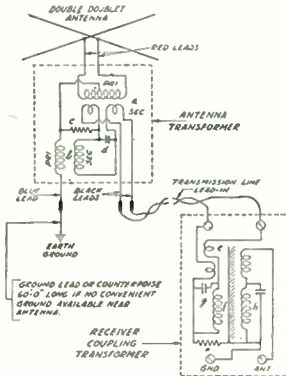 DOUBLE DOUBLET
ANTENNA
RED LEADS
PRI
a
SEC
C
ANTENNA
TRANSFORMER
PRI
b
SEC
d
BLUE
LEAD
BLACK
LEADS
TRANSMISSION LINE
LEAD-IN
EARTH
GROUND
GROUND LEAD OR COUNTERPOISE
60'-0" LONG IF NO CONVENIENT
GROUND AVAILABLE NEAR
ANTENNA.
e
g
f
h
RECEIVER
COUPLING
TRANSFORMER
GND
ANT